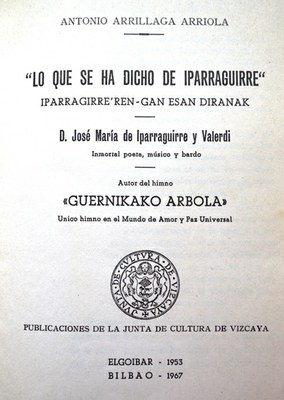 ANTONIO ARRILLAGA ARRIOLA
"LO QUE SE HA DICHO DE IPARRAGUIRRE"
IPARRAGIRRE'REN-GAN ESAN DIRANAK
D. José María de Iparraguirre y Valerdi
Inmortal poeta, músico y bardo
Autor del himno
«GUERNIKAKO ARBOLA»
Unico himno en el Mundo de Amor y Paz Universal
JUNTA DE CULTURA DE VIZCAYA
PUBLICACIONES DE LA JUNTA DE CULTURA DE VIZCAYA
ELGOIBAR - 1953
BILBAO - 1967